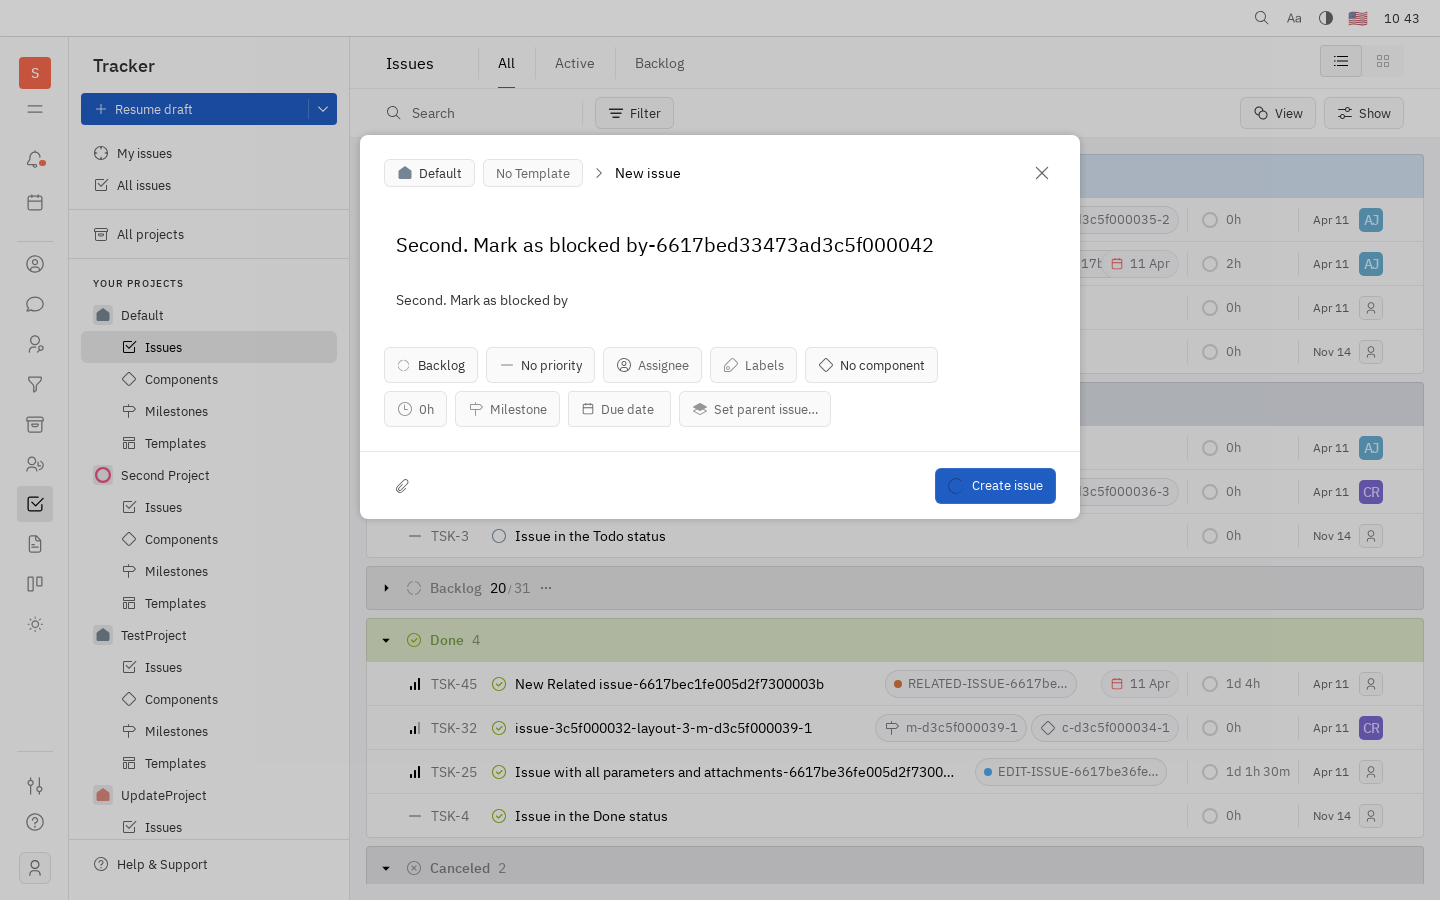 Aa
10 43
S
Tracker
Resume draft
My issues
All issues
All projects
YOUR PROJECTS
Default
Issues
Components
Milestones
Templates
Second Project
Issues
Components
Milestones
Templates
TestProject
Issues
Components
Milestones
Templates
UpdateProject
Issues
Help & Support
Issues
All
Active
Backlog
Search
Filter
View
Show
Default
No Template
New issue
Second. Mark as blocked by-6617bed33473ad3c5f000042
Second. Mark as blocked by
Backlog
No priority
Assignee
Labels
No component
0h
Milestone
Due date
Set parent issue...
Create issue
d3c5f000035-2 0h Apr 11 AJ
11 Apr 2h Apr 11 AJ
0h Apr 11
0h Nov 14
0h Apr 11 AJ
d3c5f000036-3 0h Apr 11 CR
TSK-3 Issue in the Todo status 0h Nov 14
Backlog 20/31 ...
Done 4
TSK-45 New Related issue-6617bec1fe005d2f7300003b RELATED-ISSUE-6617be... 11 Apr 1d 4h Apr 11
TSK-32 issue-3c5f000032-layout-3-m-d3c5f000039-1 m-d3c5f000039-1 c-d3c5f000034-1 0h Apr 11 CR
TSK-25 Issue with all parameters and attachments-6617be36fe005d2f7300... EDIT-ISSUE-6617be36fe... 1d 1h 30m Apr 11
TSK-4 Issue in the Done status 0h Nov 14
Canceled 2